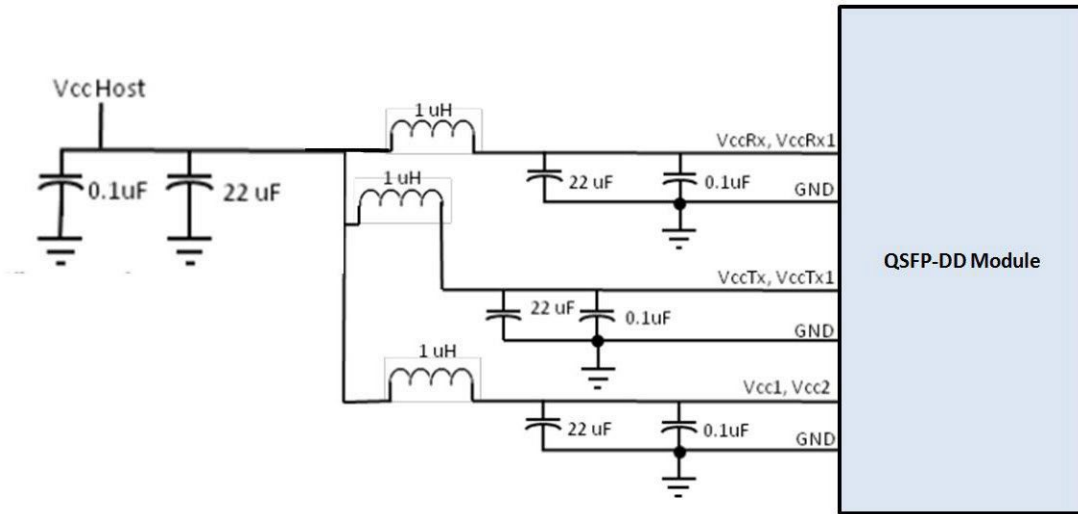 VccHost
0.1uF
22 uF
1 uH
VccRx, VccRx1
22 uF
0.1uF
GND
1 uH
VccTx, VccTx1
22 uF
0.1uF
GND
1 uH
Vcc1, Vcc2
22 uF
0.1uF
GND
QSFP-DD Module